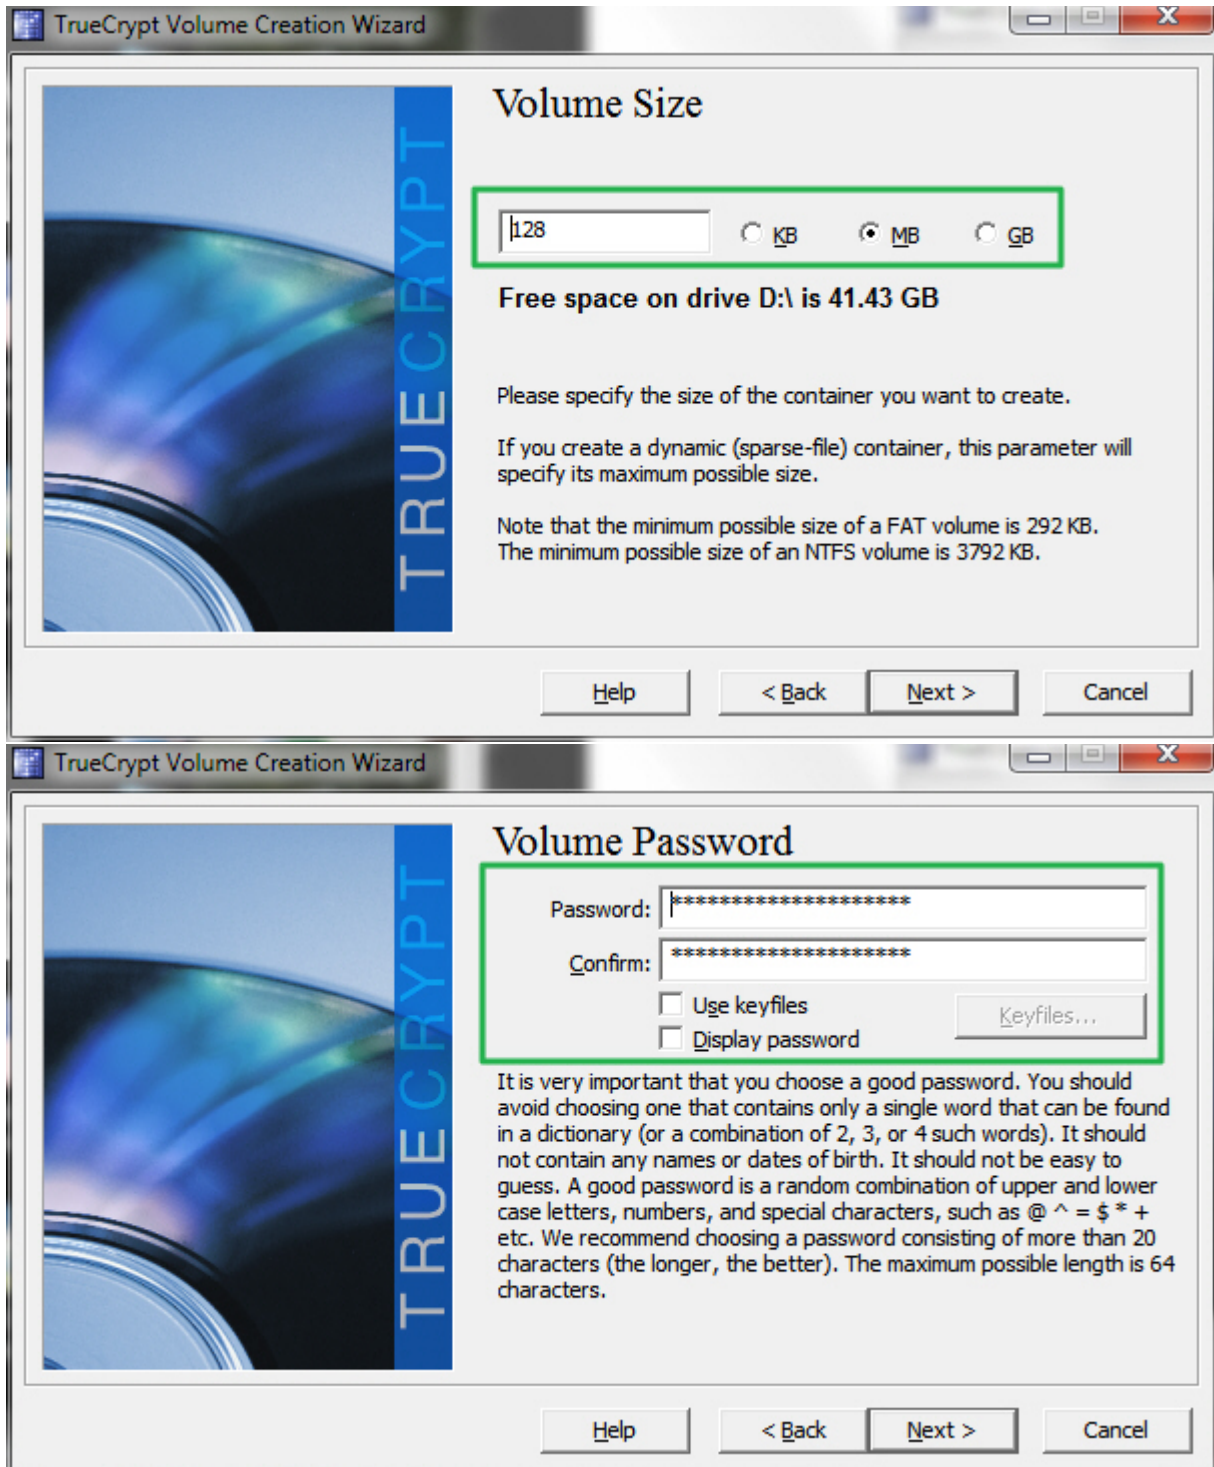 TrueCrypt Volume Creation Wizard
TRUECRYPT
Volume Size
128 KB MB GB
Free space on drive D:\ is 41.43 GB
Please specify the size of the container you want to create.
If you create a dynamic (sparse-file) container, this parameter will
specify its maximum possible size.
Note that the minimum possible size of a FAT volume is 292 KB.
The minimum possible size of an NTFS volume is 3792 KB.
Help < Back Next > Cancel
TrueCrypt Volume Creation Wizard
TRUECRYPT
Volume Password
Password: ********************
Confirm: ********************
Use keyfiles Keyfiles...
Display password
It is very important that you choose a good password. You should
avoid choosing one that contains only a single word that can be found
in a dictionary (or a combination of 2, 3, or 4 such words). It should
not contain any names or dates of birth. It should not be easy to
guess. A good password is a random combination of upper and lower
case letters, numbers, and special characters, such as @ ^ = $ * +
etc. We recommend choosing a password consisting of more than 20
characters (the longer, the better). The maximum possible length is 64
characters.
Help < Back Next > Cancel